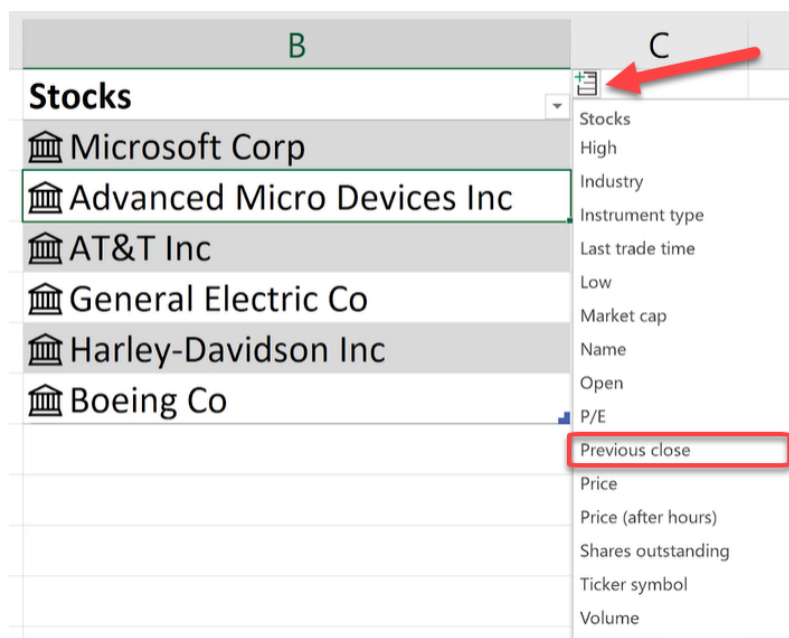 B
C
Stocks
Microsoft Corp
Advanced Micro Devices Inc
AT&T Inc
General Electric Co
Harley-Davidson Inc
Boeing Co
Stocks
High
Industry
Instrument type
Last trade time
Low
Market cap
Name
Open
P/E
Previous close
Price
Price (after hours)
Shares outstanding
Ticker symbol
Volume